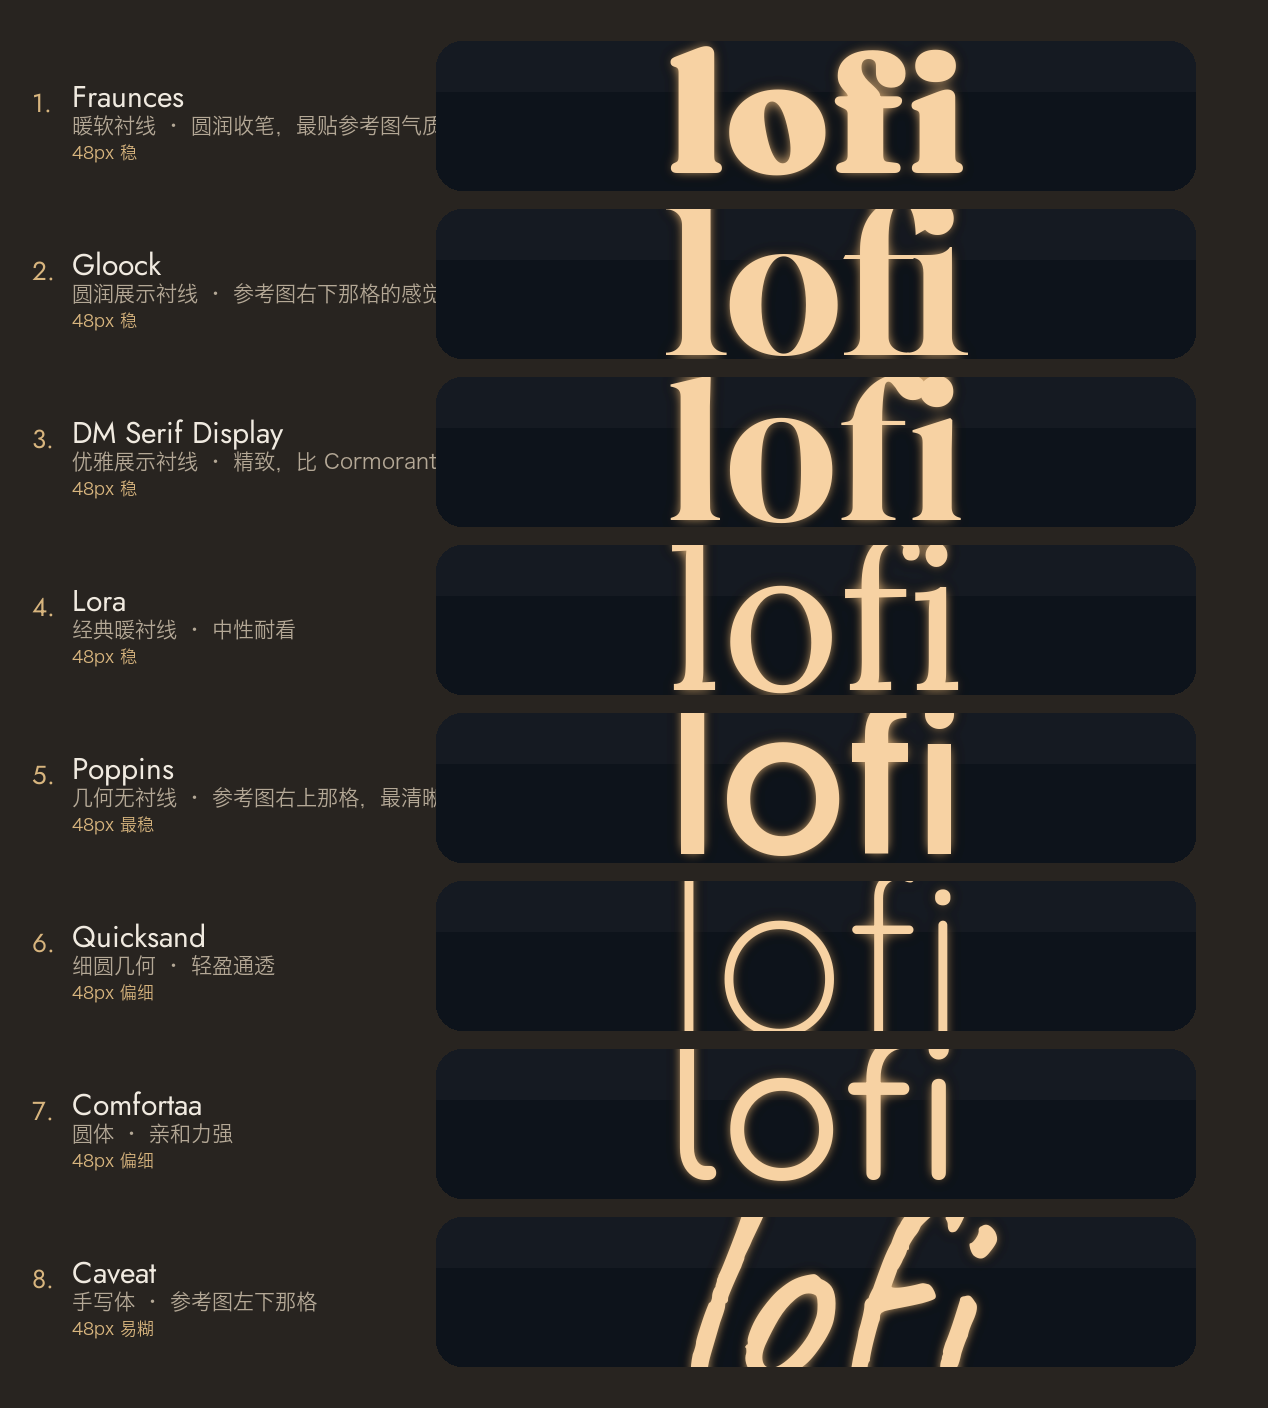 1.
Fraunces
暖软衬线 · 圆润收笔，最贴参考图气质
48px 稳
lofi
2.
Gloock
圆润展示衬线 · 参考图右下那格的感觉
48px 稳
lofi
3.
DM Serif Display
优雅展示衬线 · 精致，比 Cormorant
48px 稳
lofi
4.
Lora
经典暖衬线 · 中性耐看
48px 稳
lofi
5.
Poppins
几何无衬线 · 参考图右上那格，最清晰
48px 最稳
lofi
6.
Quicksand
细圆几何 · 轻盈通透
48px 偏细
lofi
7.
Comfortaa
圆体 · 亲和力强
48px 偏细
lofi
8.
Caveat
手写体 · 参考图左下那格
48px 易糊
lofi